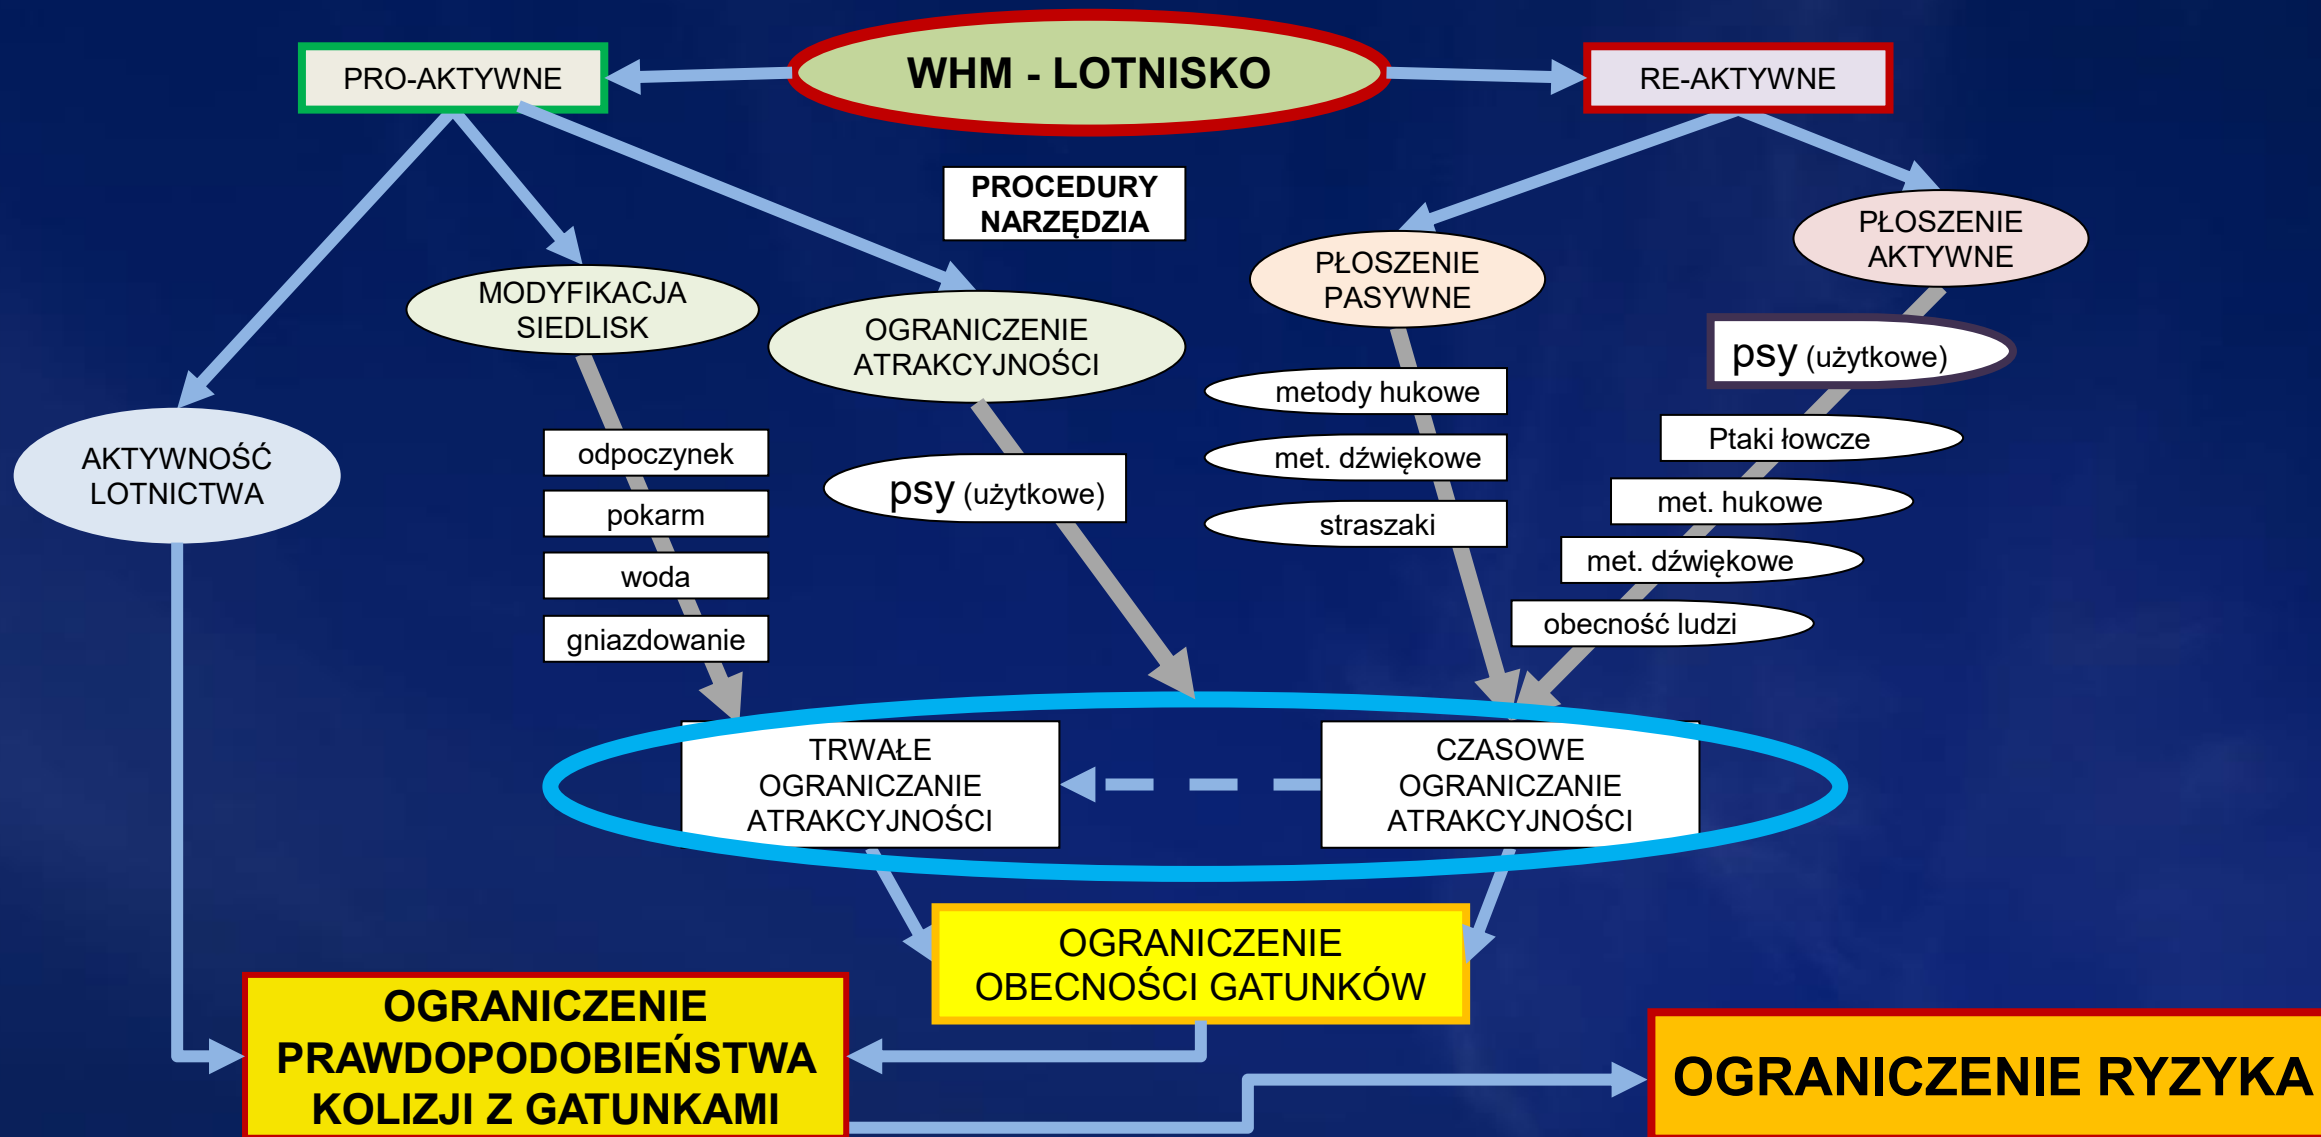 WHM - LOTNISKO
PRO-AKTYWNE
RE-AKTYWNE
PROCEDURY
NARZĘDZIA
PŁOSZENIE
AKTYWNE
PŁOSZENIE
PASYWNE
MODYFIKACJA
SIEDLISK
OGRANICZENIE
ATRAKCYJNOŚCI
AKTYWNOŚĆ
LOTNICTWA
odpoczynek
pokarm
woda
gniazdowanie
psy (użytkowe)
metody hukowe
met. dźwiękowe
straszaki
psy (użytkowe)
Ptaki łowcze
met. hukowe
met. dźwiękowe
obecność ludzi
TRWAŁE
OGRANICZANIE
ATRAKCYJNOŚCI
CZASOWE
OGRANICZANIE
ATRAKCYJNOŚCI
OGRANICZENIE
OBECNOŚCI GATUNKÓW
OGRANICZENIE
PRAWDOPODOBIEŃSTWA
KOLIZJI Z GATUNKAMI
OGRANICZENIE RYZYKA